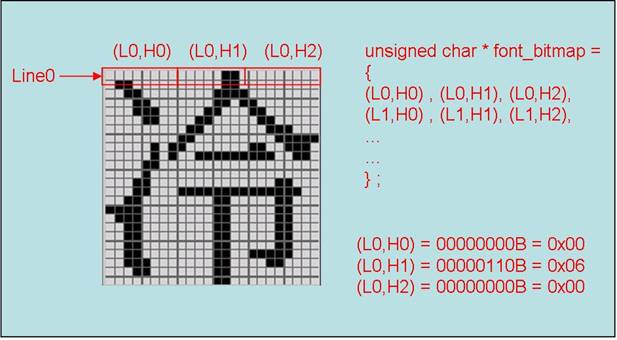 (L0,H0) (L0,H1) (L0,H2)
Line0
冷
unsigned char * font_bitmap =
{
(L0,H0) , (L0,H1), (L0,H2),
(L1,H0) , (L1,H1), (L1,H2),
...
...
} ;
(L0,H0) = 00000000B = 0x00
(L0,H1) = 00000110B = 0x06
(L0,H2) = 00000000B = 0x00